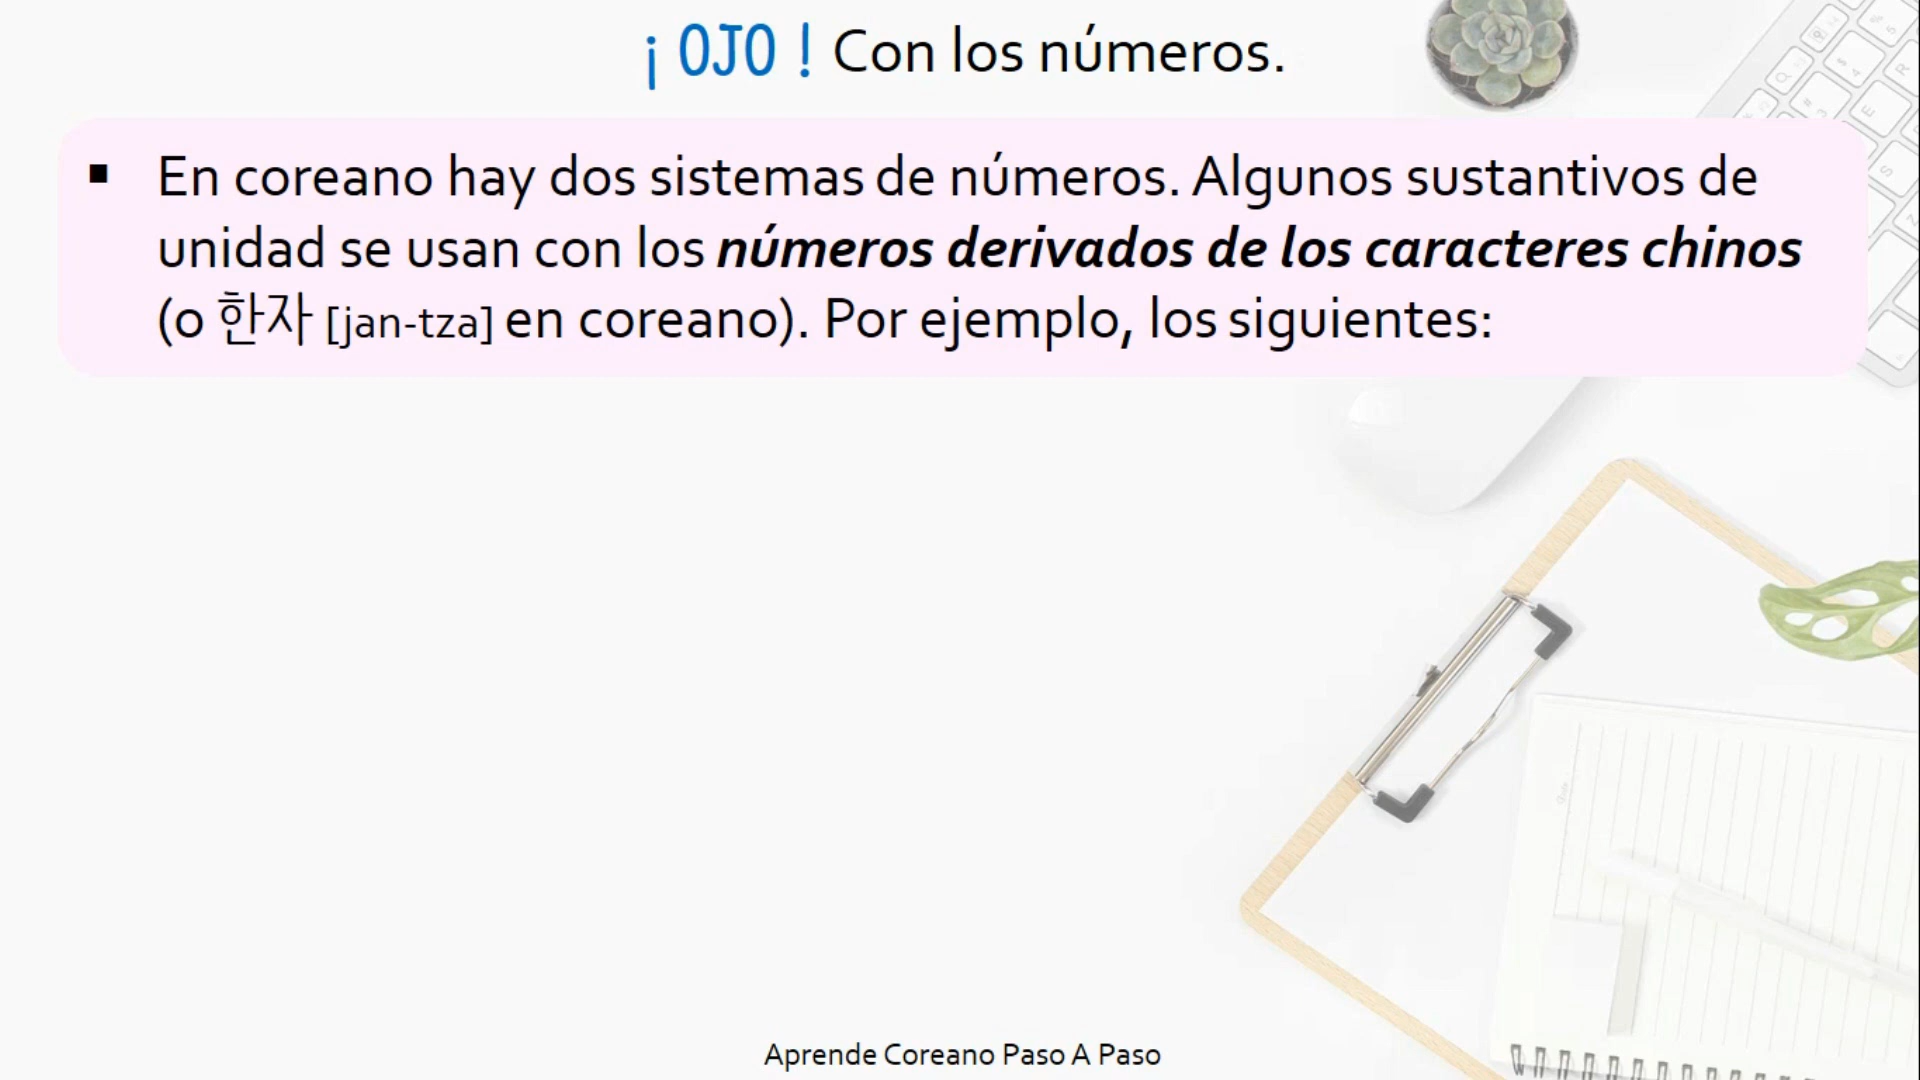 ¡ OJO ! Con los números.
▪ En coreano hay dos sistemas de números. Algunos sustantivos de
unidad se usan con los números derivados de los caracteres chinos
(o 한자 [jan-tza] en coreano). Por ejemplo, los siguientes:
Aprende Coreano Paso A Paso